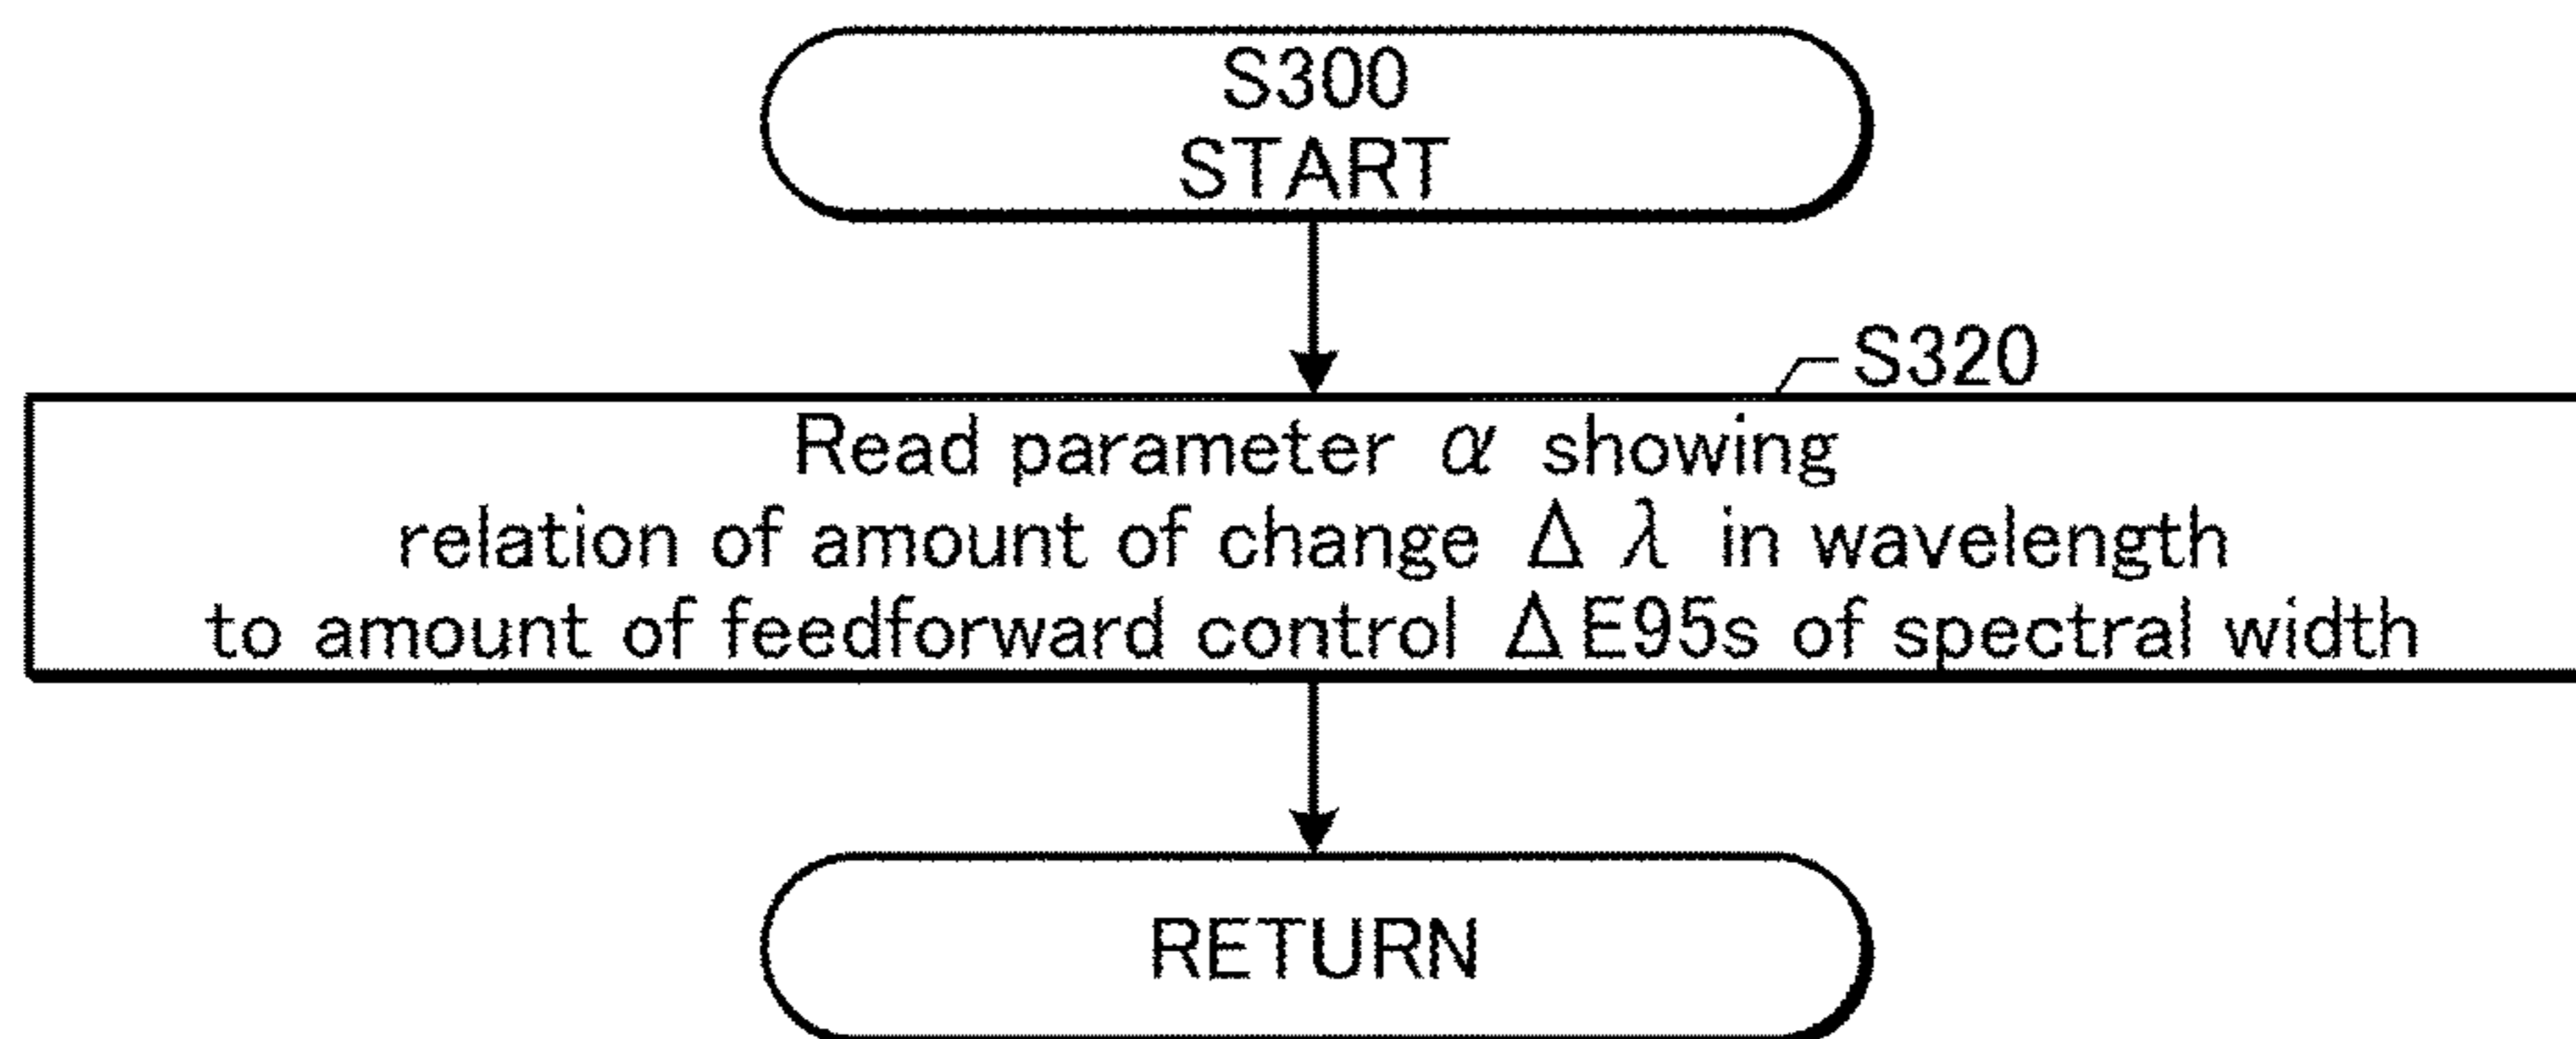 S300
START
S320
Read parameter α showing
relation of amount of change Δ λ in wavelength
to amount of feedforward control ΔE95s of spectral width
RETURN